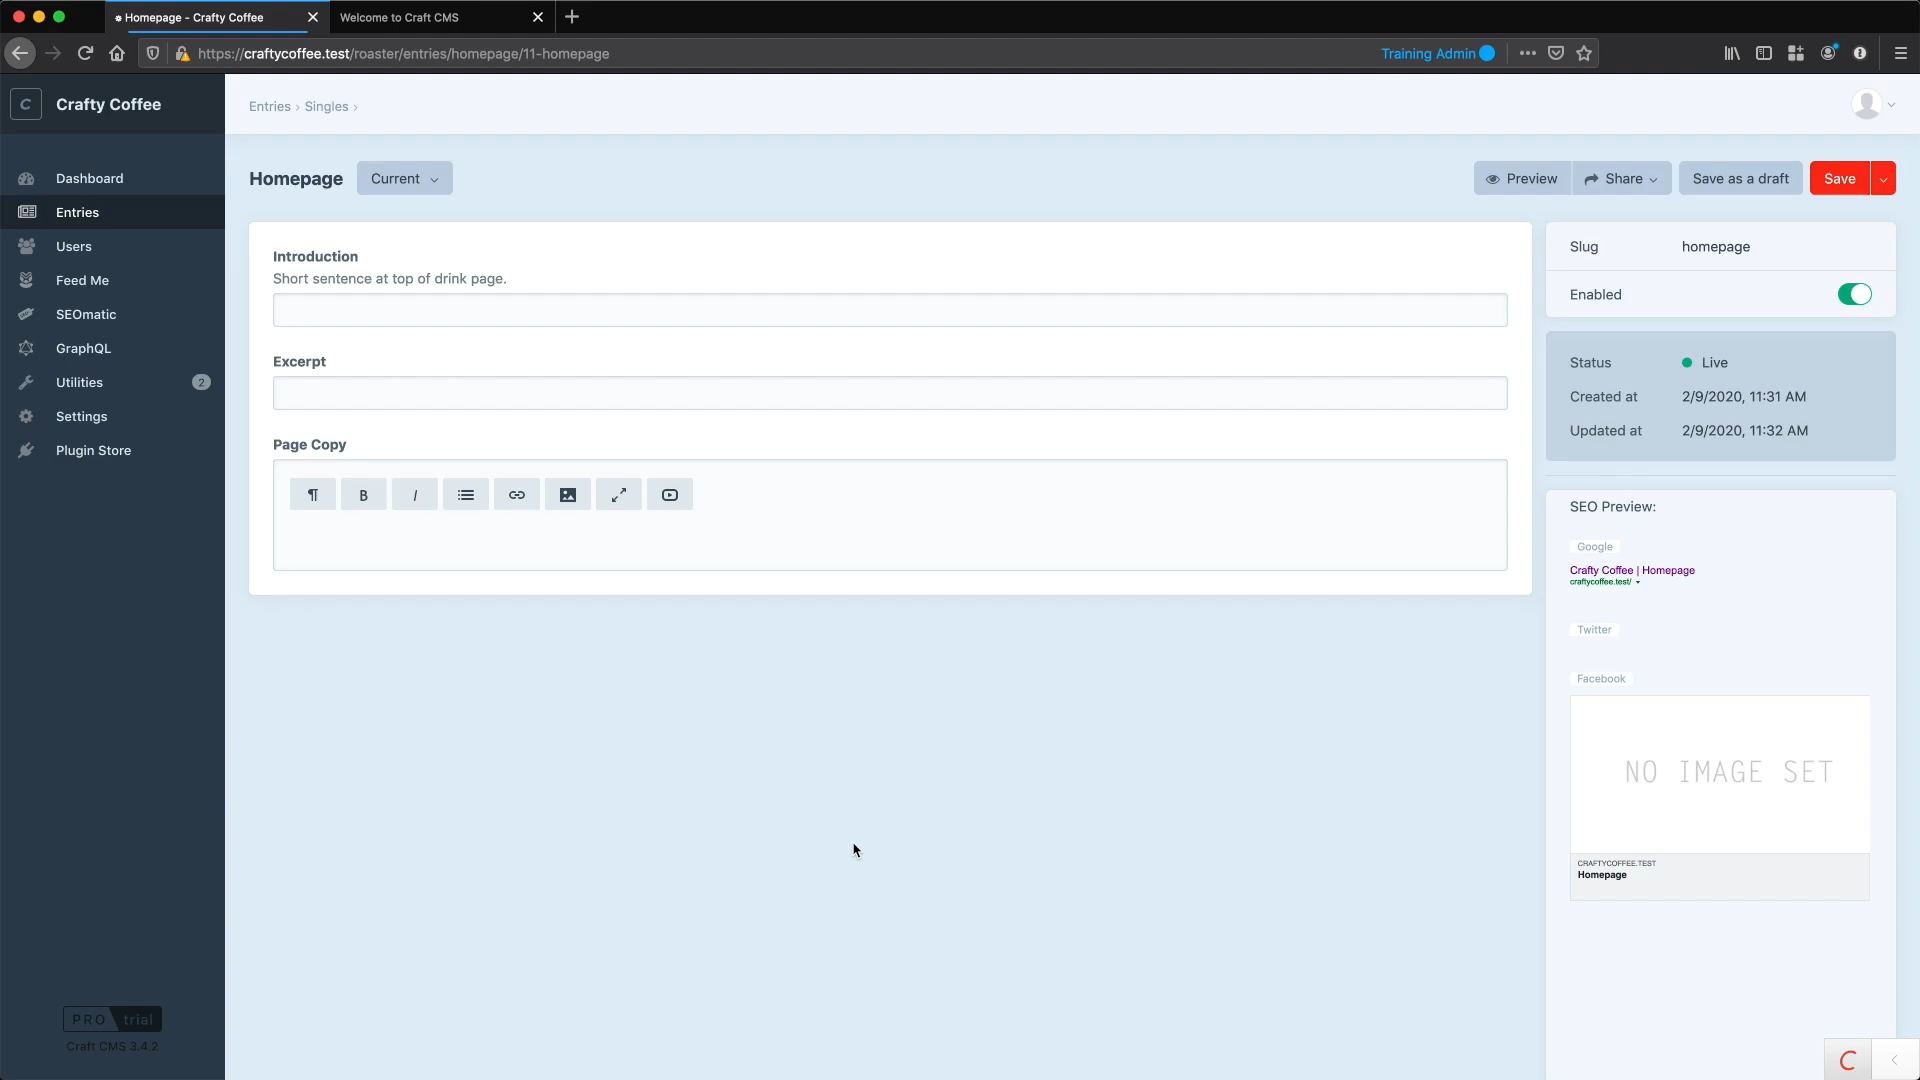 Homepage - Crafty Coffee
Welcome to Craft CMS
https://craftycoffee.test/roaster/entries/homepage/11-homepage
Training Admin
C
Crafty Coffee
Entries › Singles ›
Dashboard
Entries
Users
Feed Me
SEOmatic
GraphQL
Utilities
2
Settings
Plugin Store
PRO trial
Craft CMS 3.4.2
Homepage
Current
Preview
Share
Save as a draft
Save
Introduction
Short sentence at top of drink page.
Excerpt
Page Copy
B
I
Slug homepage
Enabled
Status Live
Created at 2/9/2020, 11:31 AM
Updated at 2/9/2020, 11:32 AM
SEO Preview:
Google
Crafty Coffee | Homepage
craftycoffee.test/
Twitter
Facebook
NO IMAGE SET
CRAFTYCOFFEE.TEST
Homepage